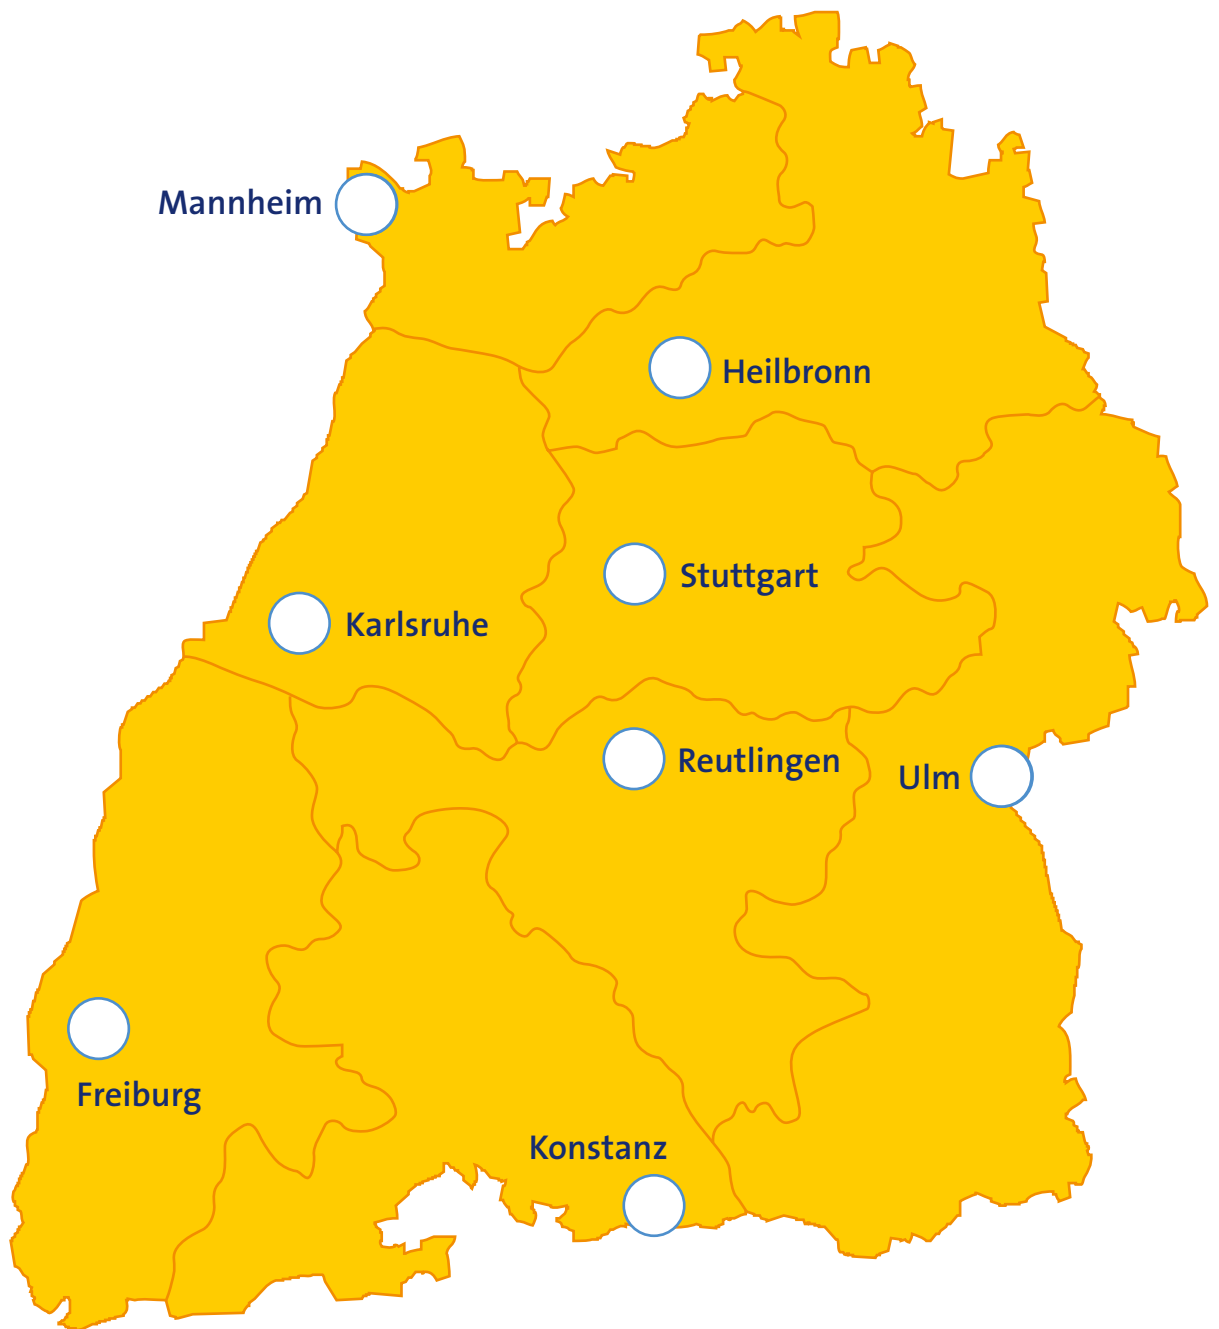 Mannheim
Heilbronn
Stuttgart
Karlsruhe
Reutlingen
Ulm
Freiburg
Konstanz